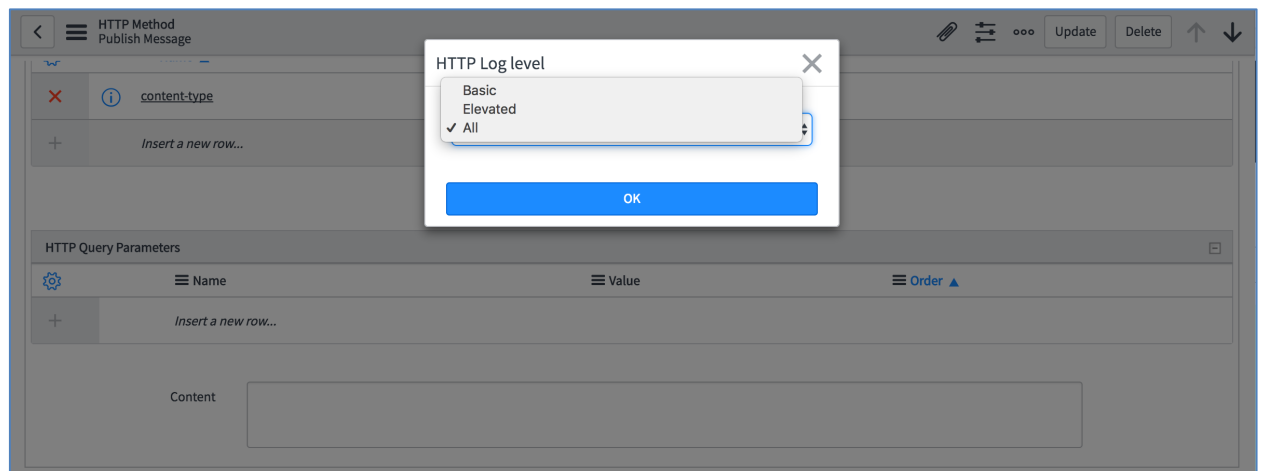 HTTP Method
Publish Message
Update
Delete
HTTP Log level
Basic
Elevated
✓ All
OK
content-type
Insert a new row...
HTTP Query Parameters
Name
Value
Order ▲
Insert a new row...
Content